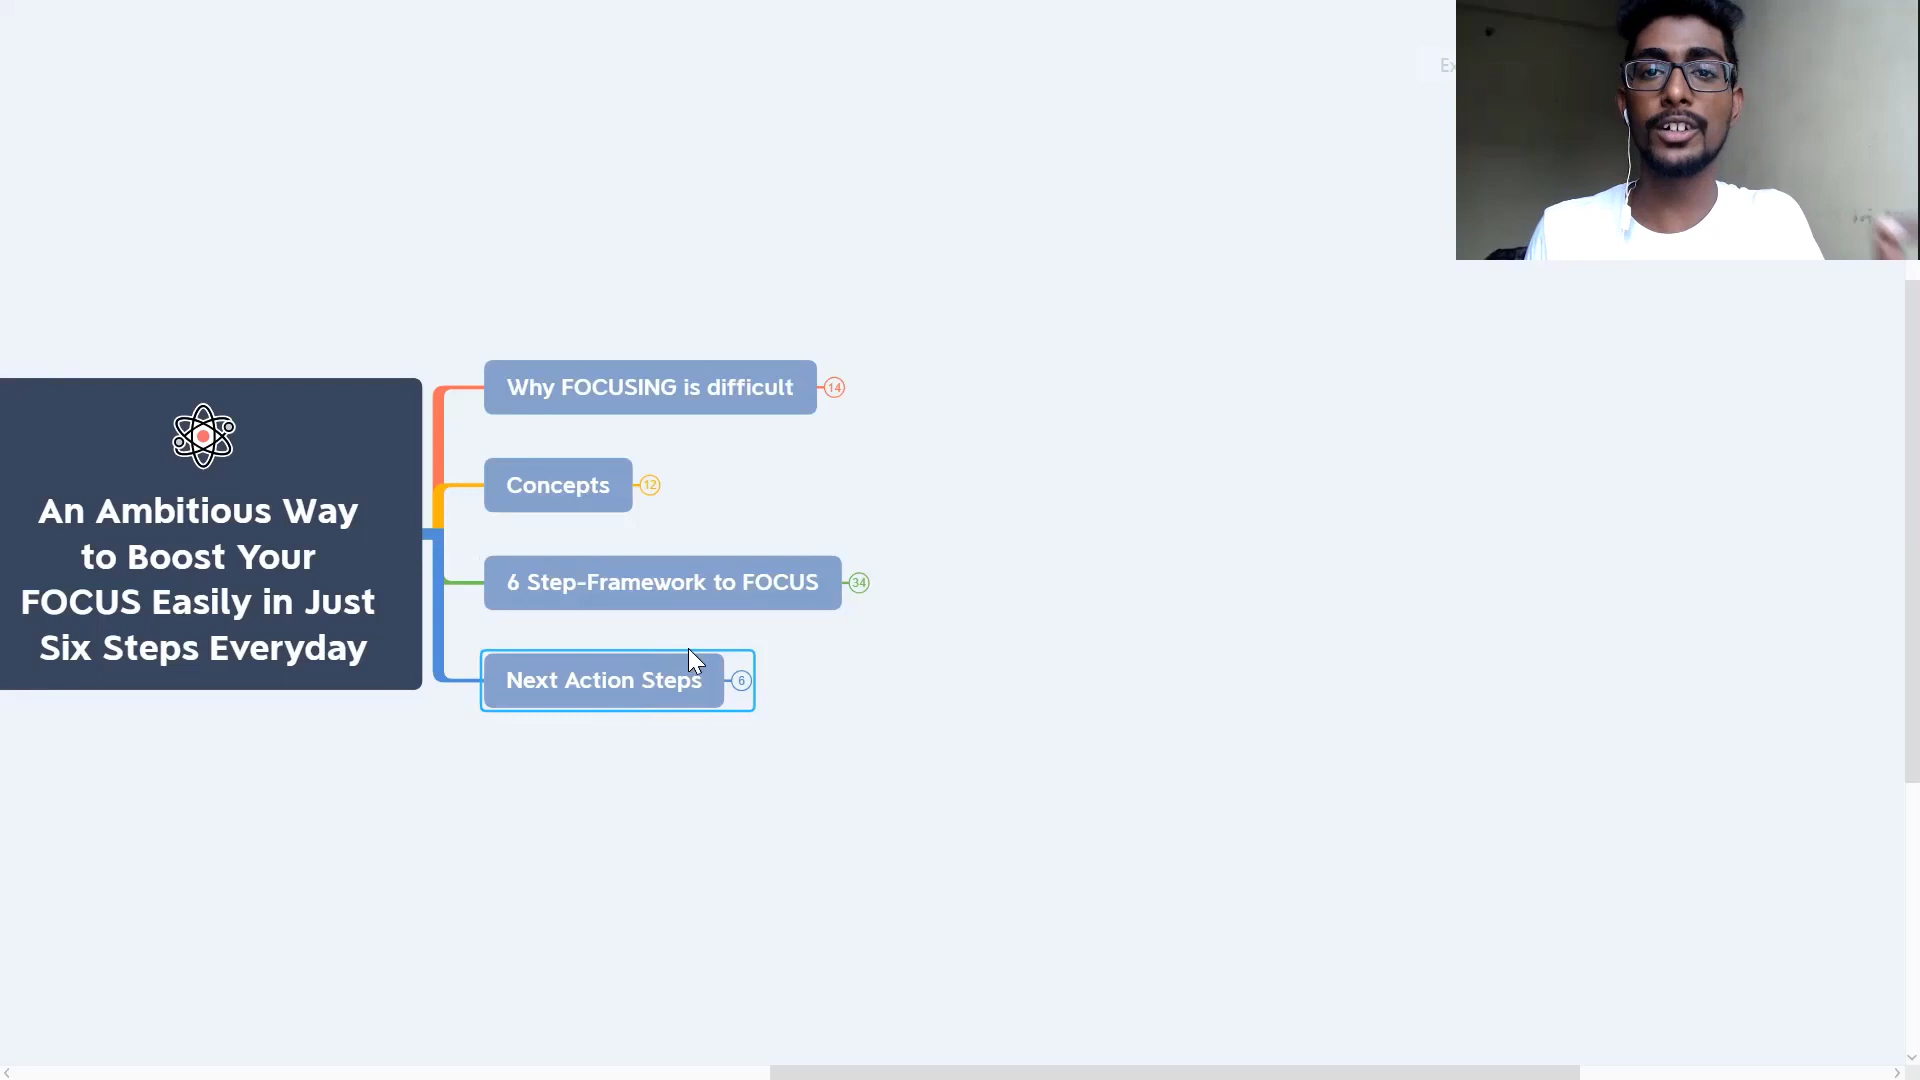 Ex
Why FOCUSING is difficult 14
Concepts 12
An Ambitious Way
to Boost Your
FOCUS Easily in Just
Six Steps Everyday
6 Step-Framework to FOCUS 34
Next Action Steps 6